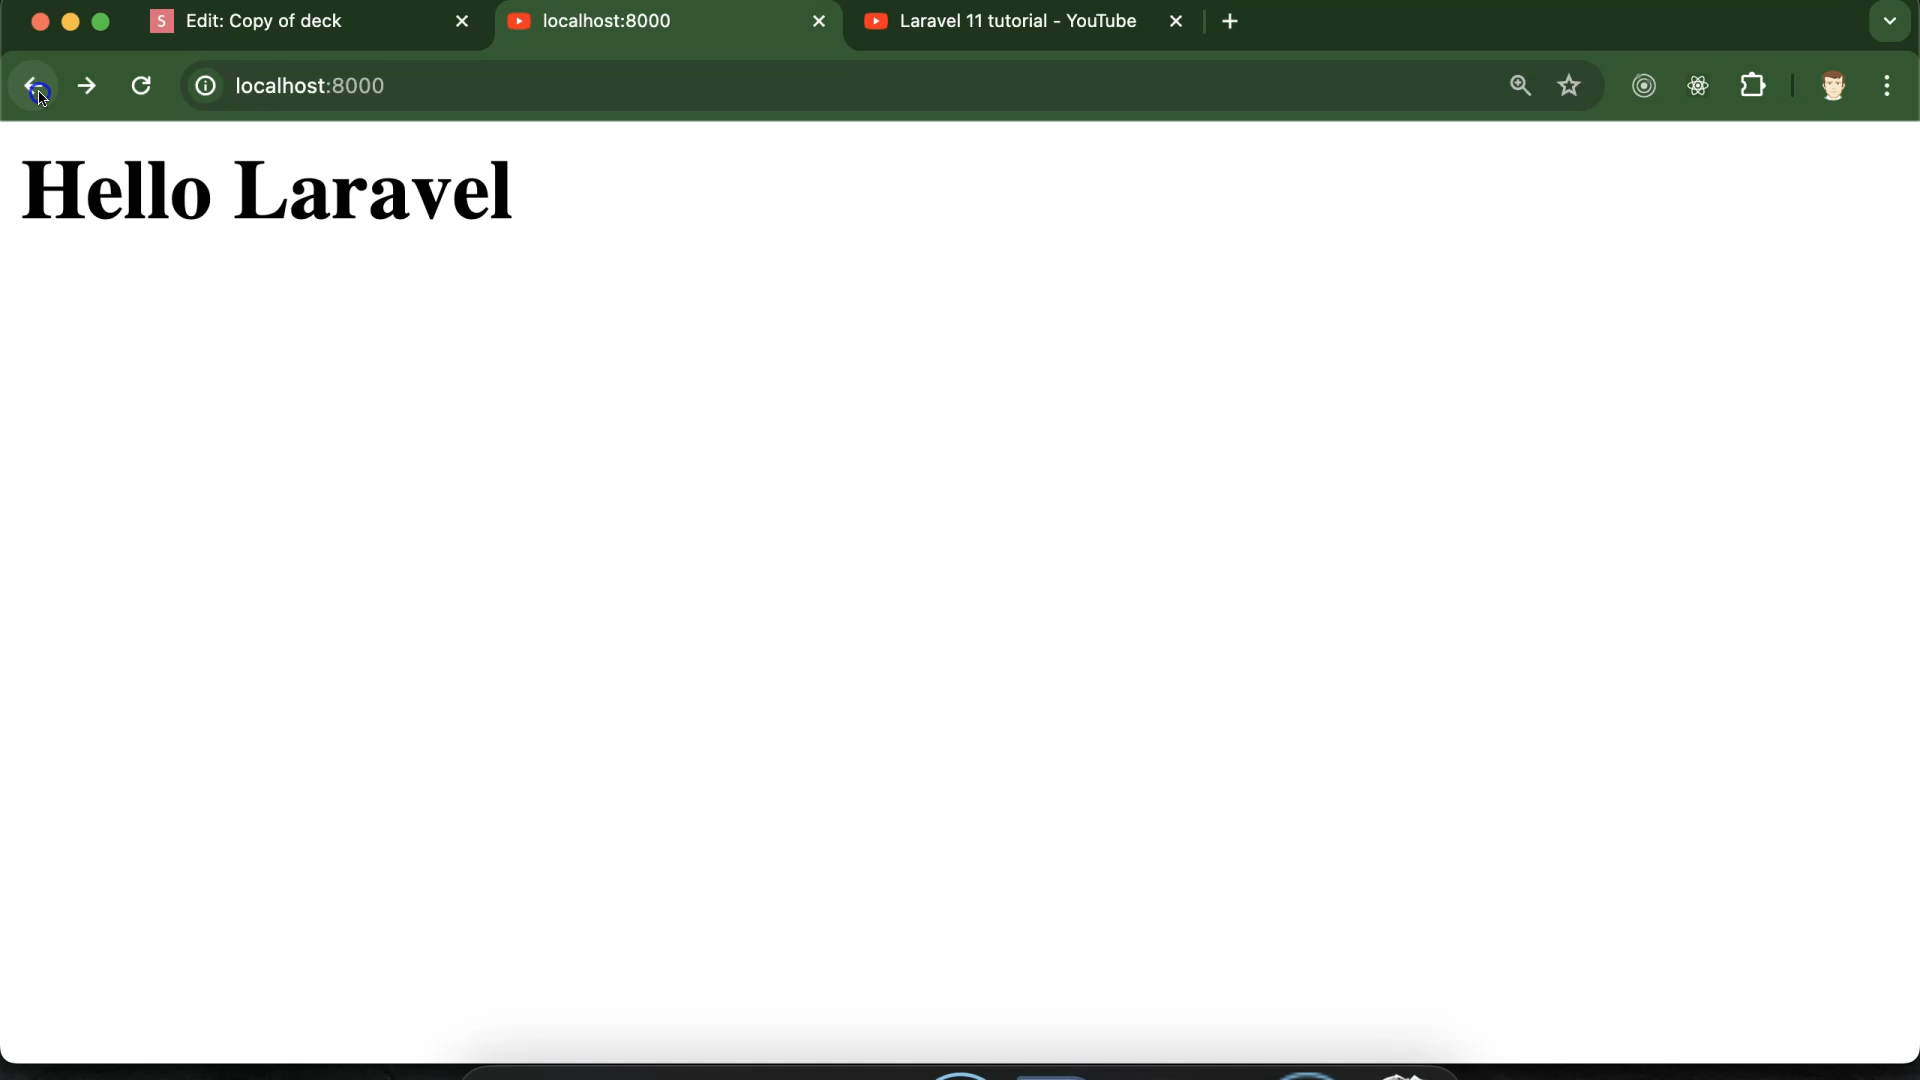 S Edit: Copy of deck
localhost:8000
Laravel 11 tutorial - YouTube
localhost:8000
Hello Laravel